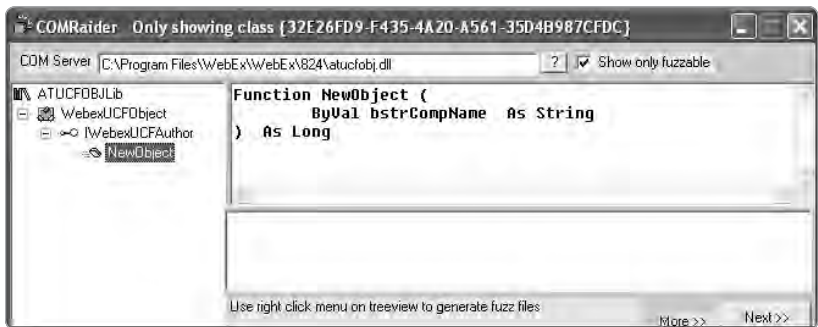 COMRaider Only showing class {32E26FD9-F435-4A20-A561-35D4B987CFDC}
COM Server C:\Program Files\WebEx\WebEx\824\atucfobj.dll ? Show only fuzzable
ATUCFOBJLib
WebexUCFObject
IWebexUCFAuthor
NewObject
Function NewObject (
ByVal bstrCompName As String
) As Long
Use right click menu on treeview to generate fuzz files
More >> Next >>